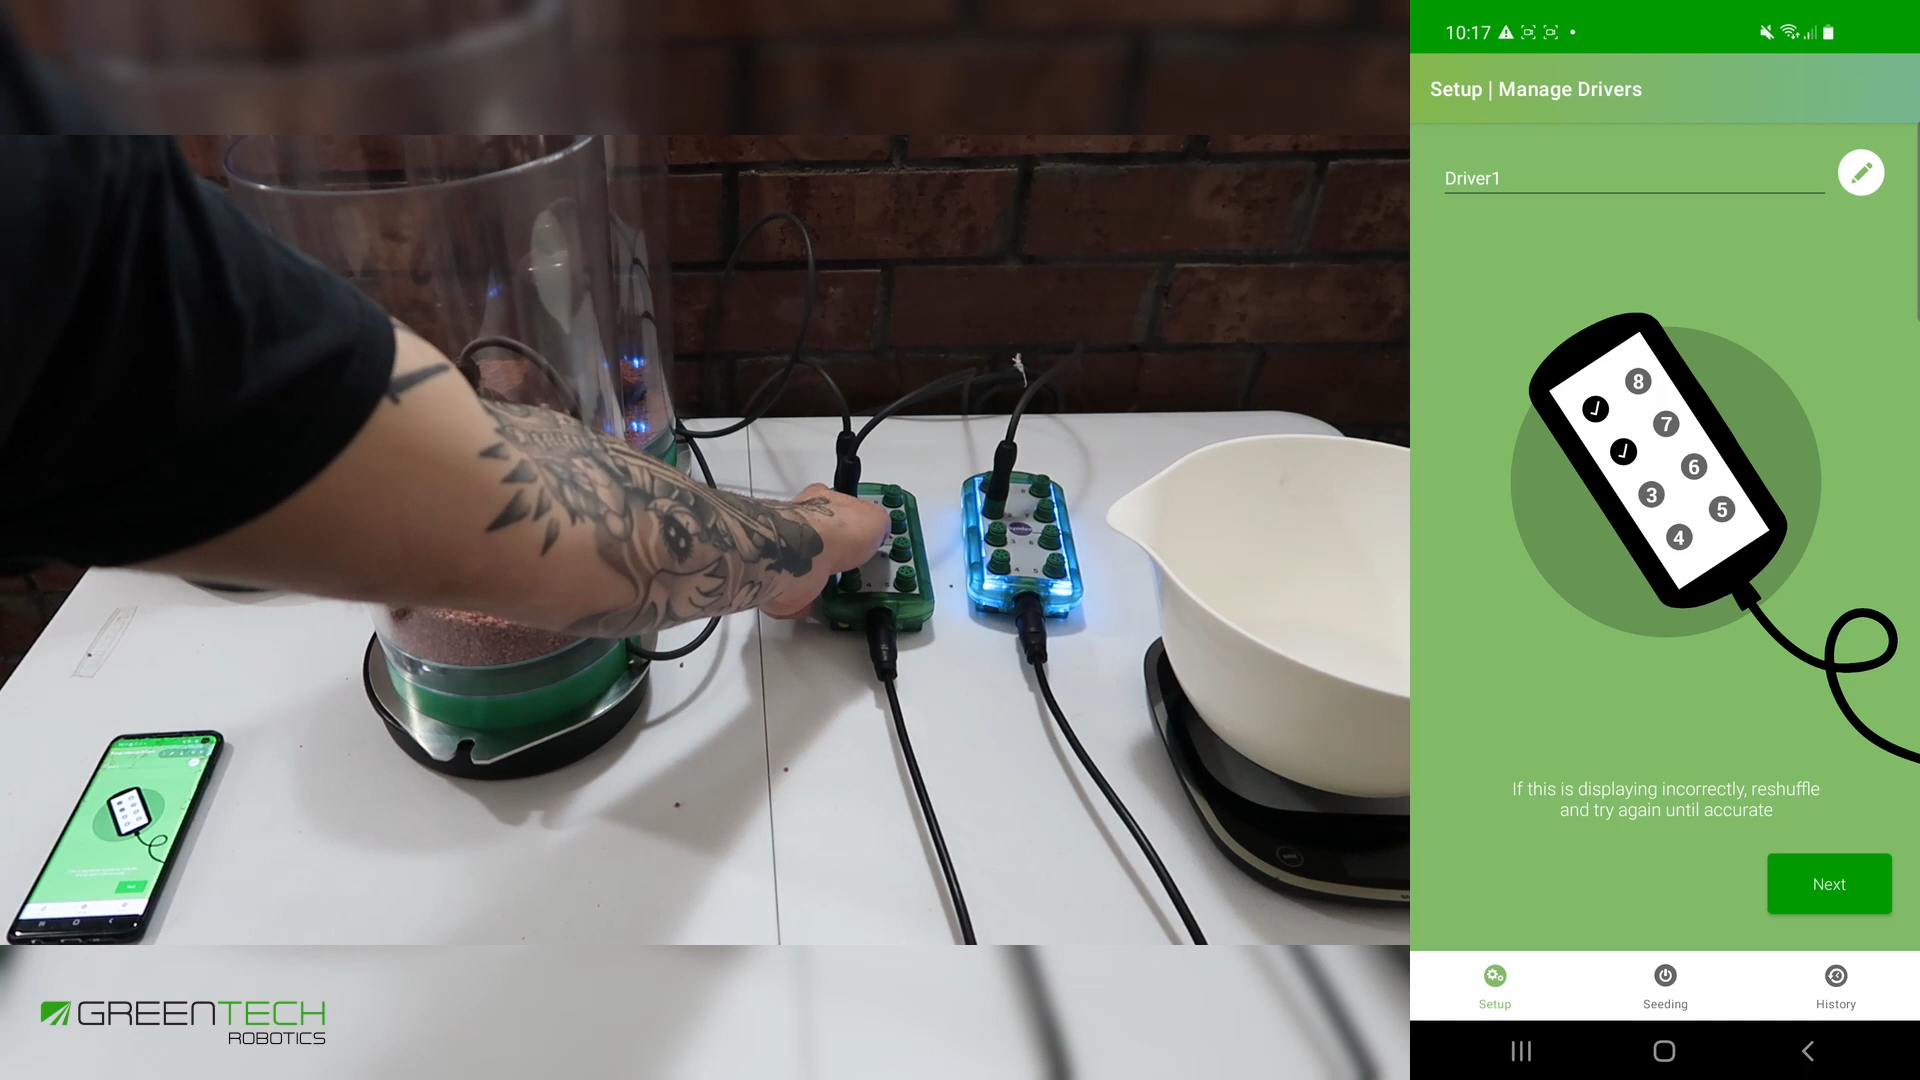 10:17
Setup | Manage Drivers
Driver1
8
7
6
3
5
4
If this is displaying incorrectly, reshuffle
and try again until accurate
Next
Setup
Seeding
History
GREENTECH
ROBOTICS